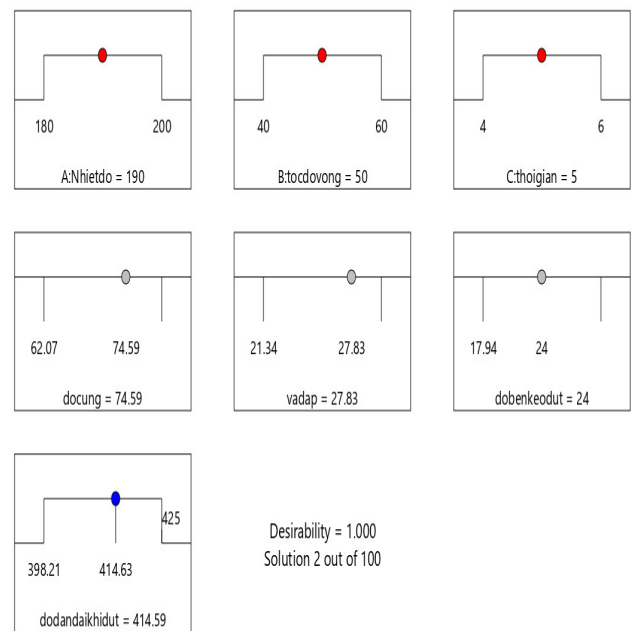 180 200
A:Nhietdo = 190
40 60
B:tocdovong = 50
4 6
C:thoigian = 5
62.07 74.59
docung = 74.59
21.34 27.83
vadap = 27.83
17.94 24
dobenkeodut = 24
425
398.21 414.63
dodandaikhidut = 414.59
Desirability = 1.000
Solution 2 out of 100